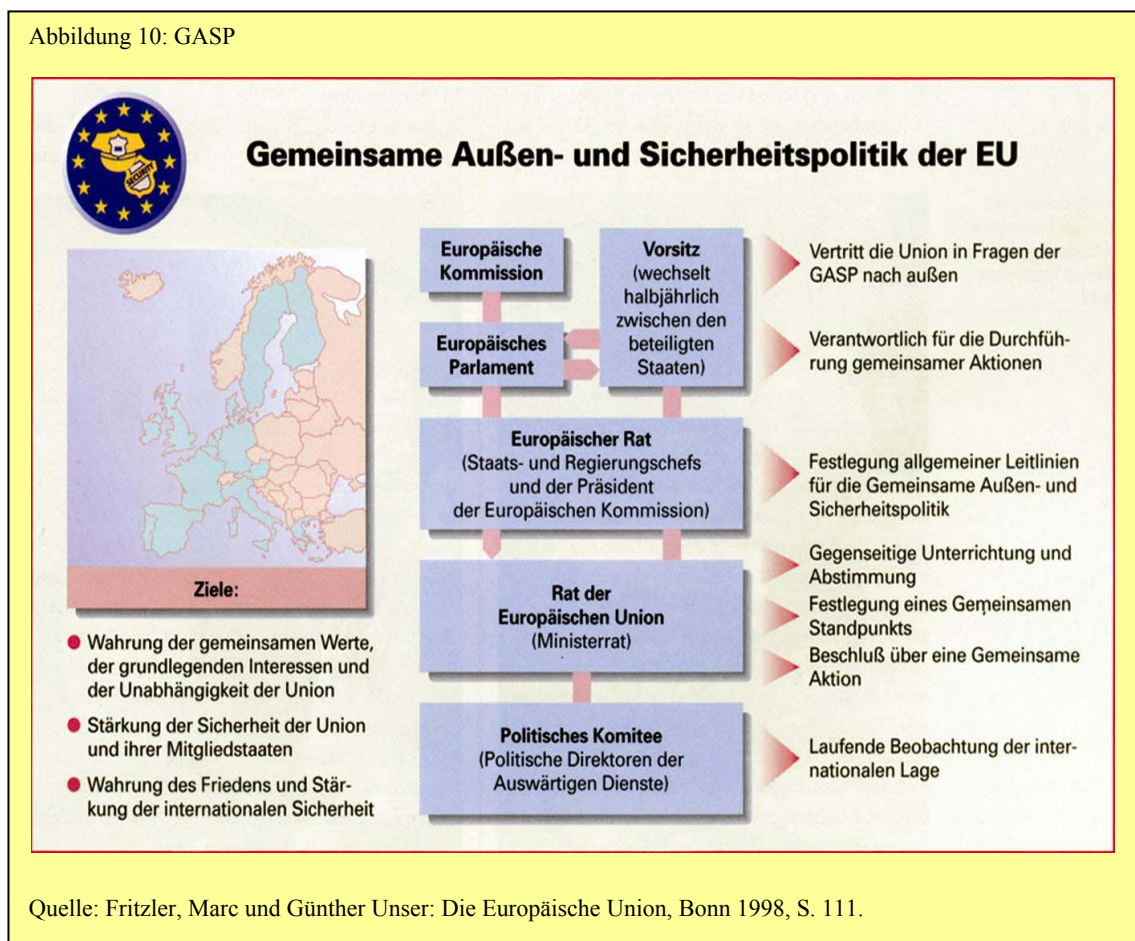 Abbildung 10: GASP
SECURITY
Gemeinsame Außen- und Sicherheitspolitik der EU
Ziele:
Wahrung der gemeinsamen Werte,
der grundlegenden Interessen und
der Unabhängigkeit der Union
Stärkung der Sicherheit der Union
und ihrer Mitgliedstaaten
Wahrung des Friedens und Stär-
kung der internationalen Sicherheit
Europäische
Kommission
Europäisches
Parlament
Vorsitz
(wechselt
halbjährlich
zwischen den
beteiligten
Staaten)
Vertritt die Union in Fragen der
GASP nach außen
Verantwortlich für die Durchfüh-
rung gemeinsamer Aktionen
Europäischer Rat
(Staats- und Regierungschefs
und der Präsident
der Europäischen Kommission)
Festlegung allgemeiner Leitlinien
für die Gemeinsame Außen- und
Sicherheitspolitik
Rat der
Europäischen Union
(Ministerrat)
Gegenseitige Unterrichtung und
Abstimmung
Festlegung eines Gemeinsamen
Standpunkts
Beschluß über eine Gemeinsame
Aktion
Politisches Komitee
(Politische Direktoren der
Auswärtigen Dienste)
Laufende Beobachtung der inter-
nationalen Lage
Quelle: Fritzler, Marc und Günther Unser: Die Europäische Union, Bonn 1998, S. 111.